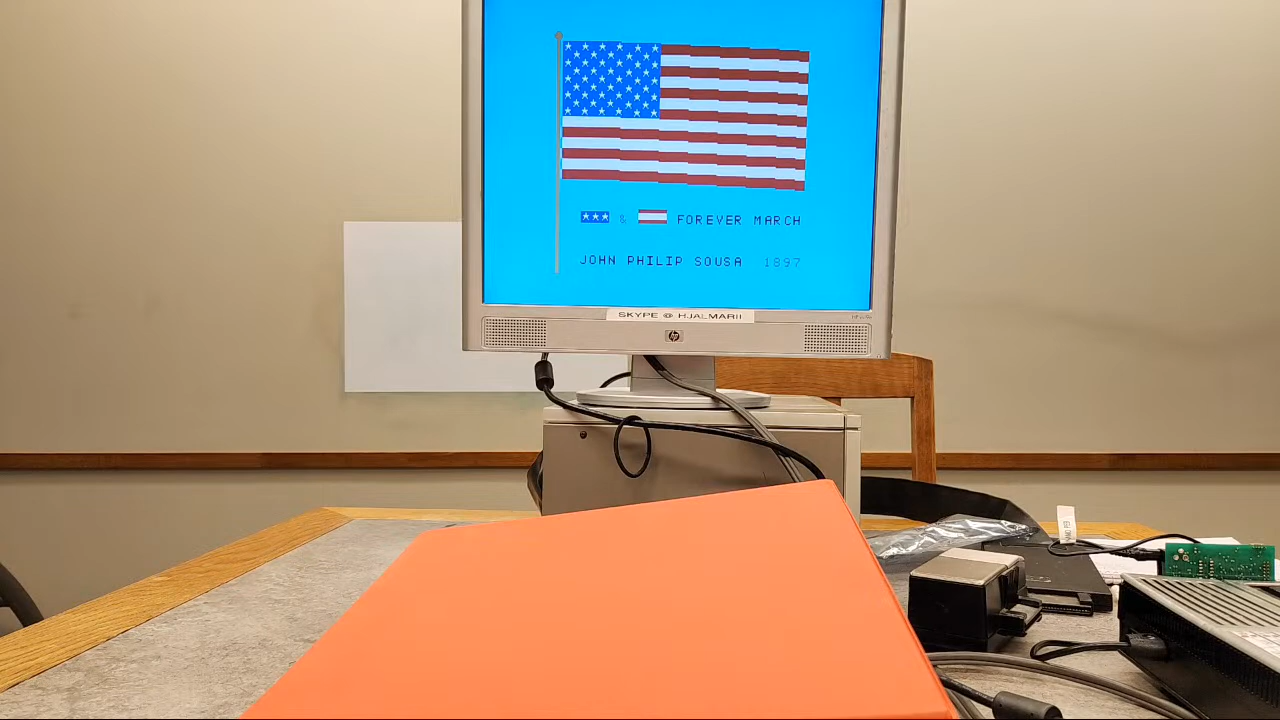 & FOREVER MARCH
JOHN PHILIP SOUSA 1897
SKYPE @ HJALMARII
hp